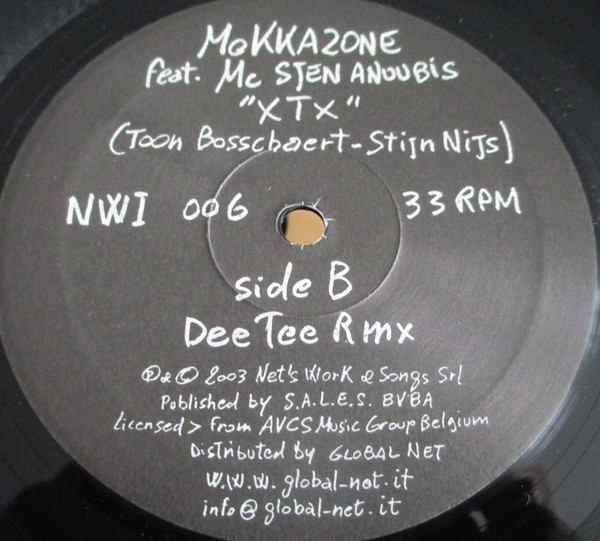 MOKKAZONE
feat. Mc STEN ANOUBIS
"XTX"
(Toon Bosschaert - Stijn Nijs)
NWI 006 33 RPM
side B
DeeTee Rmx
℗ & © 2003 Net's Work & Songs Srl
Published by S.A.L.E.S. BVBA
Licensed > From AVCS Music Group Belgium
Distributed By GLOBAL NET
W.W.W. global-net.it
info@global-net.it